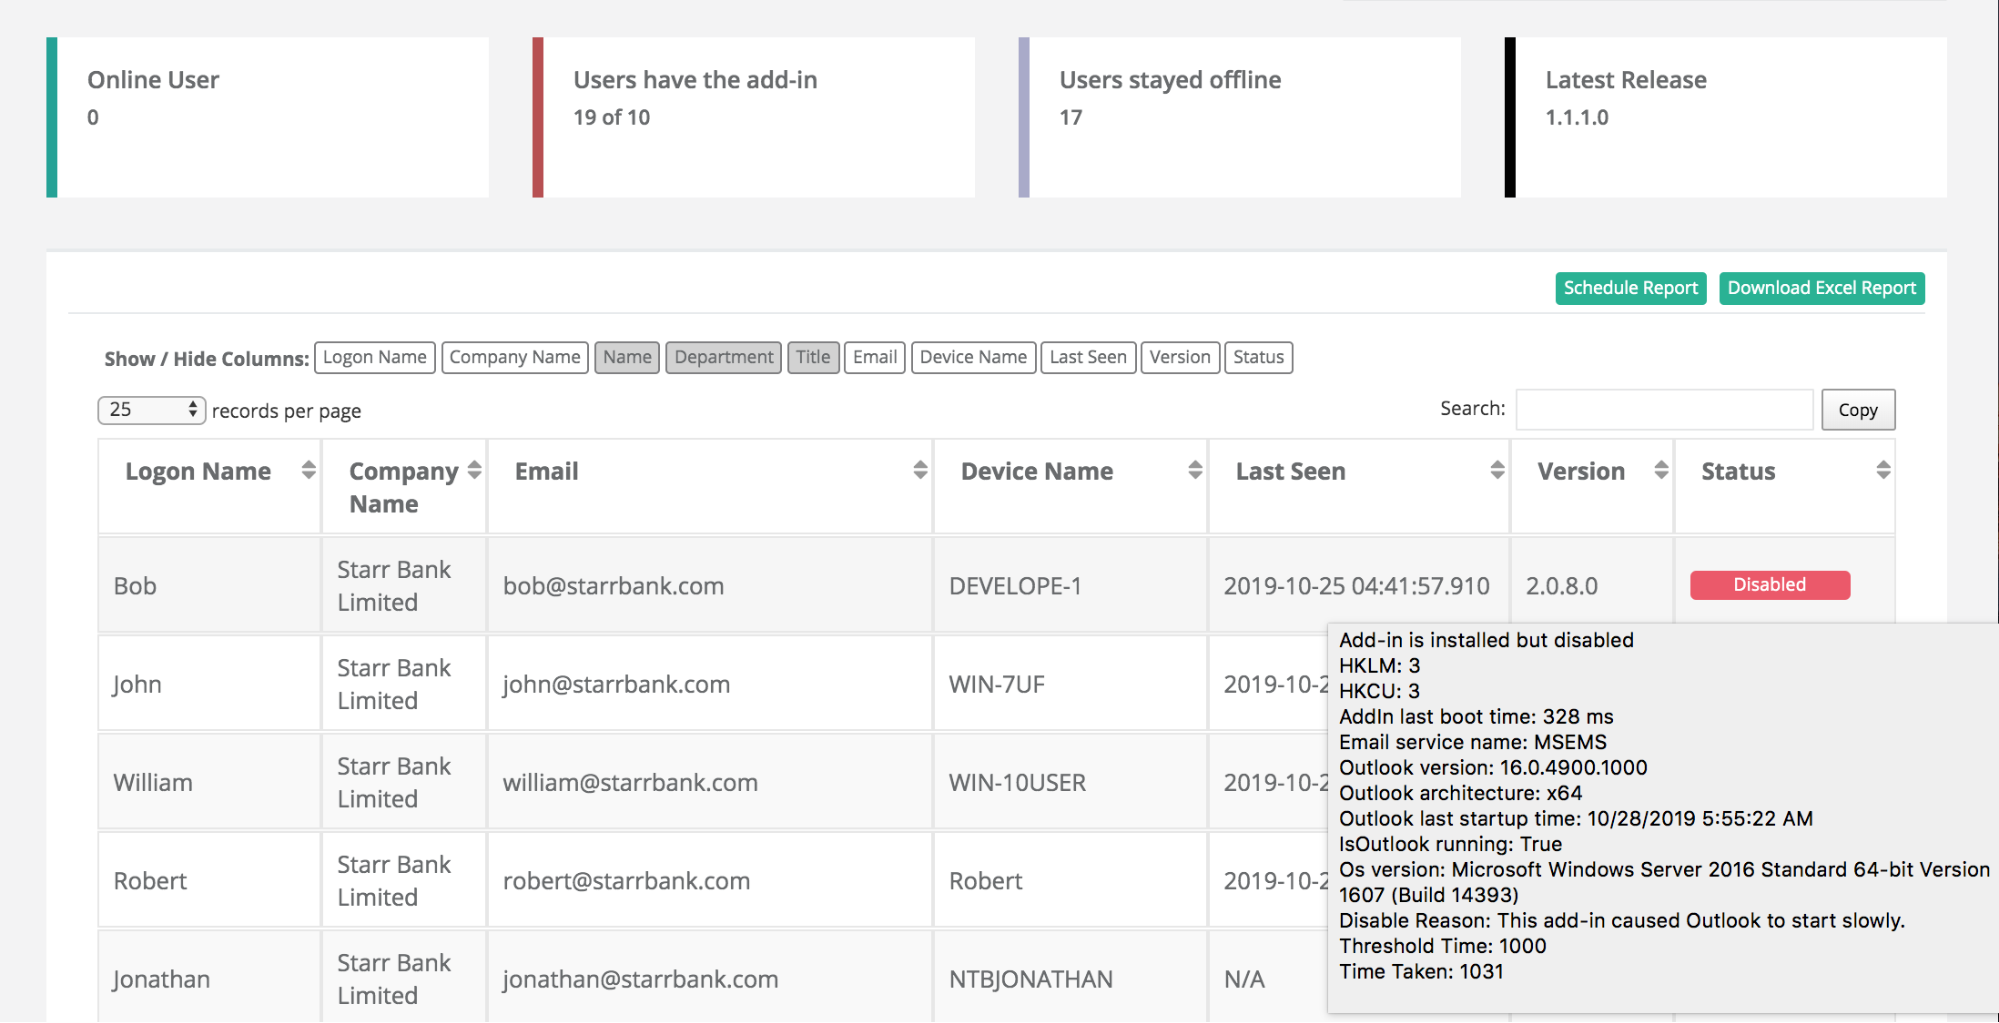 Online User
0
Users have the add-in
19 of 10
Users stayed offline
17
Latest Release
1.1.1.0
Schedule Report
Download Excel Report
Show / Hide Columns: Logon Name Company Name Name Department Title Email Device Name Last Seen Version Status
25 records per page
Search:
Copy
Logon Name
Company
Name
Email
Device Name
Last Seen
Version
Status
Bob
Starr Bank
Limited
bob@starrbank.com
DEVELOPE-1
2019-10-25 04:41:57.910
2.0.8.0
Disabled
John
Starr Bank
Limited
john@starrbank.com
WIN-7UF
2019-10-2
William
Starr Bank
Limited
william@starrbank.com
WIN-10USER
2019-10-2
Robert
Starr Bank
Limited
robert@starrbank.com
Robert
2019-10-2
Jonathan
Starr Bank
Limited
jonathan@starrbank.com
NTBJONATHAN
N/A
Add-in is installed but disabled
HKLM: 3
HKCU: 3
AddIn last boot time: 328 ms
Email service name: MSEMS
Outlook version: 16.0.4900.1000
Outlook architecture: x64
Outlook last startup time: 10/28/2019 5:55:22 AM
IsOutlook running: True
Os version: Microsoft Windows Server 2016 Standard 64-bit Version
1607 (Build 14393)
Disable Reason: This add-in caused Outlook to start slowly.
Threshold Time: 1000
Time Taken: 1031